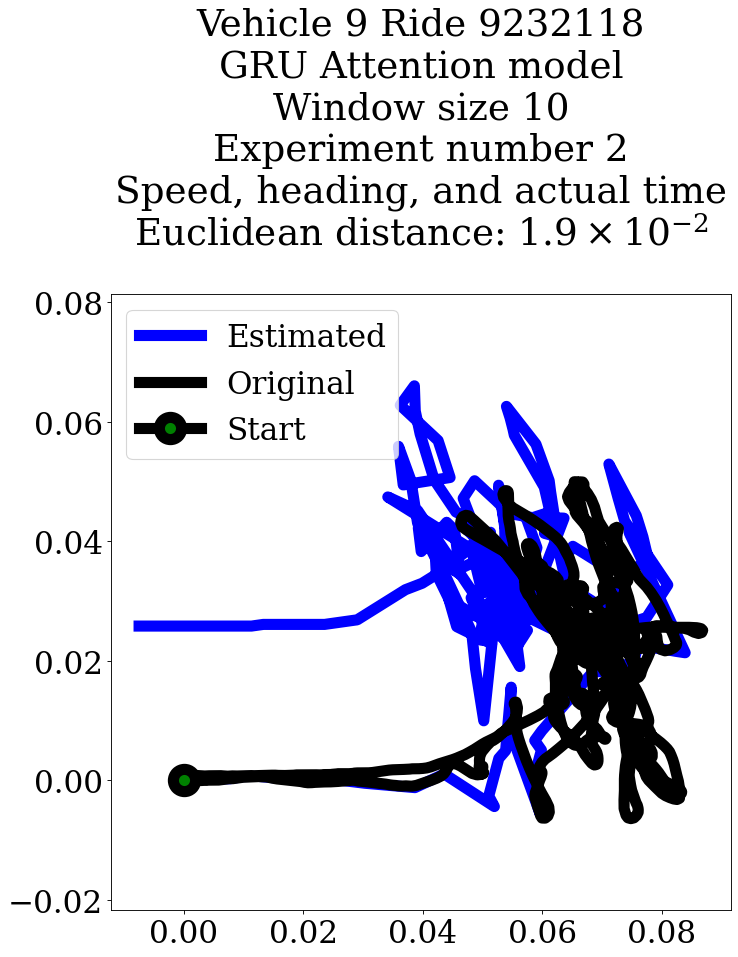 Vehicle 9 Ride 9232118
GRU Attention model
Window size 10
Experiment number 2
Speed, heading, and actual time
Euclidean distance: 1.9 × 10⁻²
0.08
0.06
0.04
0.02
0.00
−0.02
Estimated
Original
Start
0.00 0.02 0.04 0.06 0.08